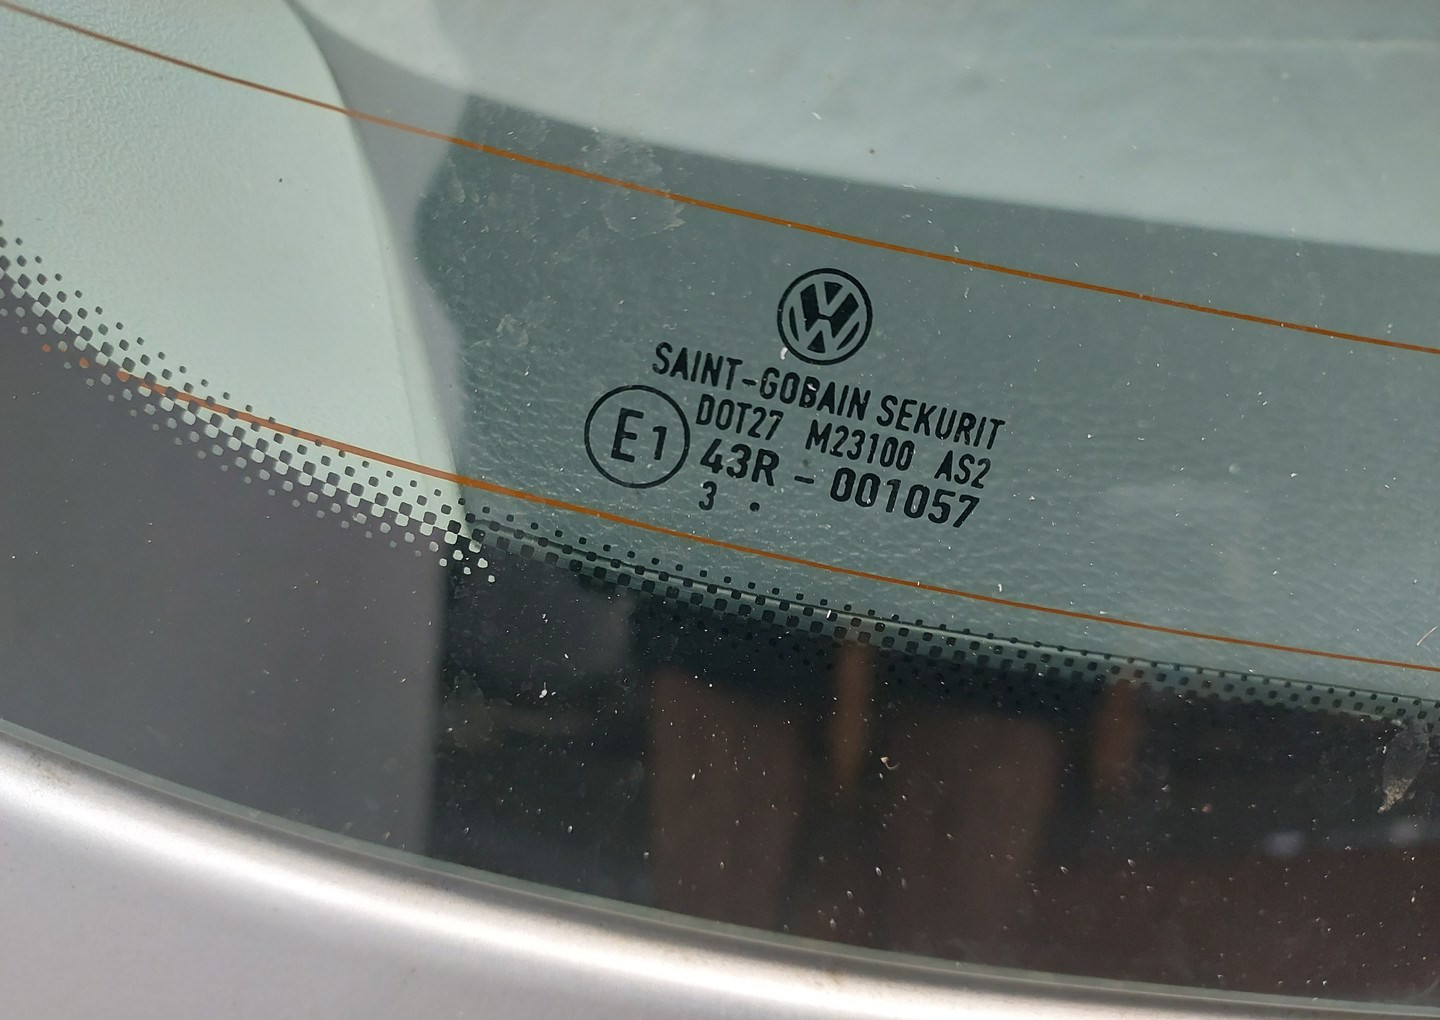 SAINT-GOBAIN SEKURIT
DOT27 M23100 AS2
E1 43R - 001057
3 .